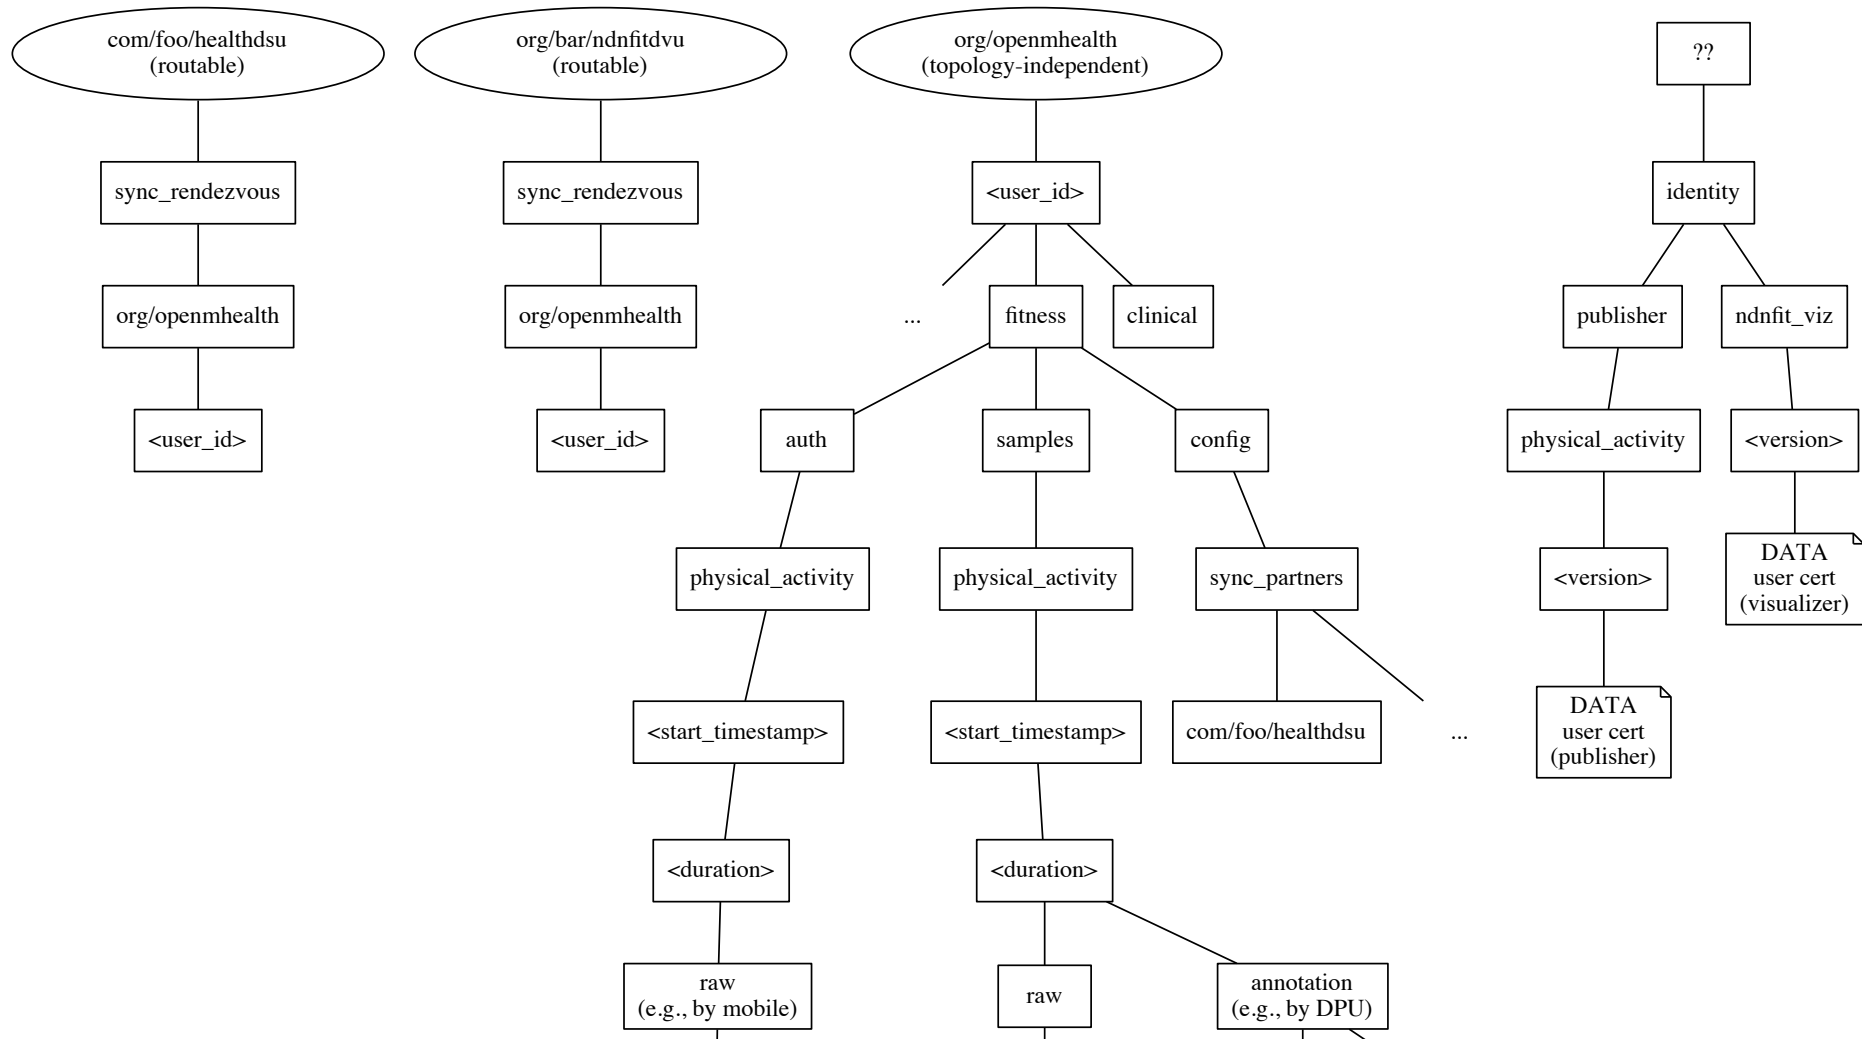 com/foo/healthdsu
(routable)
org/bar/ndnfitdvu
(routable)
org/openmhealth
(topology-independent)
??
sync_rendezvous
sync_rendezvous
<user_id>
identity
org/openmhealth
org/openmhealth
...
fitness
clinical
publisher
ndnfit_viz
<user_id>
<user_id>
auth
samples
config
physical_activity
<version>
physical_activity
physical_activity
sync_partners
<version>
DATA
user cert
(visualizer)
<start_timestamp>
<start_timestamp>
com/foo/healthdsu
...
DATA
user cert
(publisher)
<duration>
<duration>
raw
(e.g., by mobile)
raw
annotation
(e.g., by DPU)